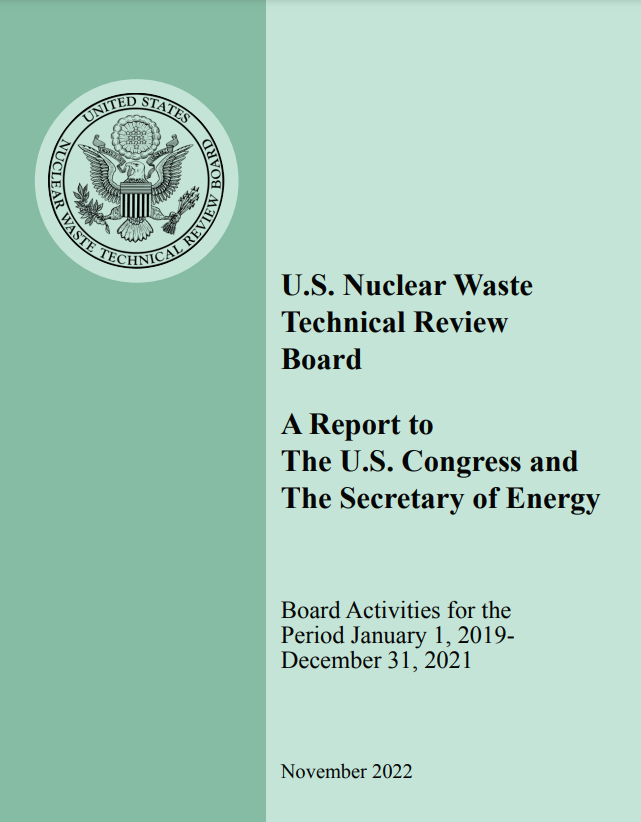 UNITED STATES
NUCLEAR WASTE TECHNICAL REVIEW BOARD
U.S. Nuclear Waste
Technical Review
Board
A Report to
The U.S. Congress and
The Secretary of Energy
Board Activities for the
Period January 1, 2019-
December 31, 2021
November 2022